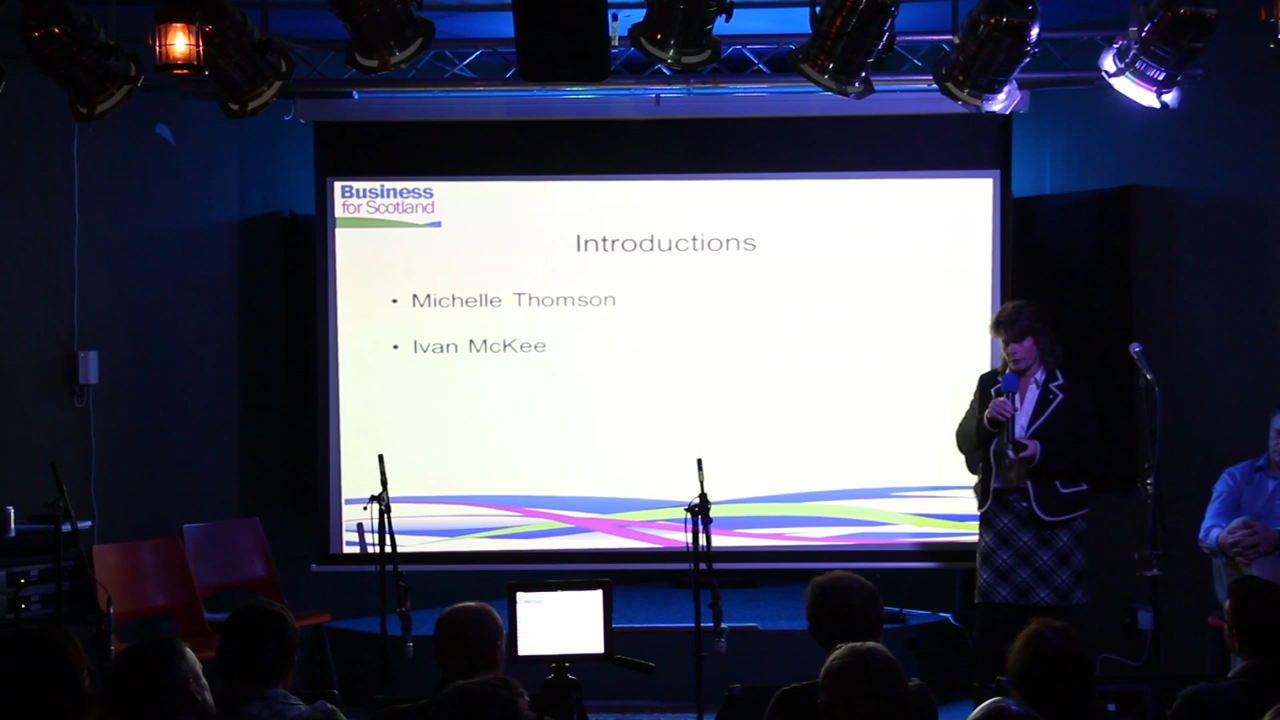 Business
for Scotland
Introductions
• Michelle Thomson
• Ivan McKee